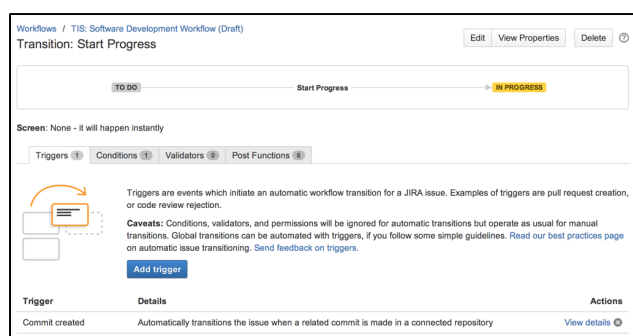 Workflows / TIS: Software Development Workflow (Draft)
Transition: Start Progress
Edit View Properties Delete ?
TO DO Start Progress IN PROGRESS
Screen: None - it will happen instantly
Triggers 1 Conditions 1 Validators 0 Post Functions 6
Triggers are events which initiate an automatic workflow transition for a JIRA issue. Examples of triggers are pull request creation,
or code review rejection.
Caveats: Conditions, validators, and permissions will be ignored for automatic transitions but operate as usual for manual
transitions. Global transitions can be automated with triggers, if you follow some simple guidelines. Read our best practices page
on automatic issue transitioning. Send feedback on triggers.
Add trigger
Trigger Details Actions
Commit created Automatically transitions the issue when a related commit is made in a connected repository View details